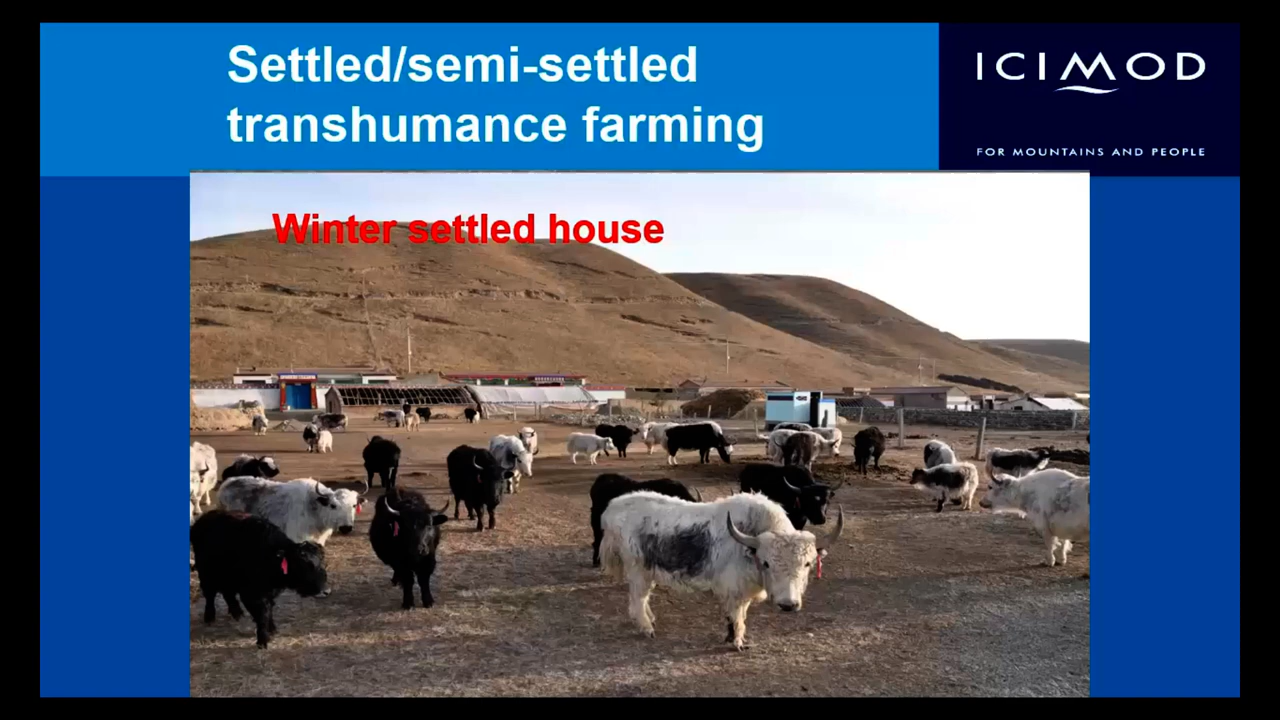 Settled/semi-settled
transhumance farming
ICIMOD
FOR MOUNTAINS AND PEOPLE
Winter settled house